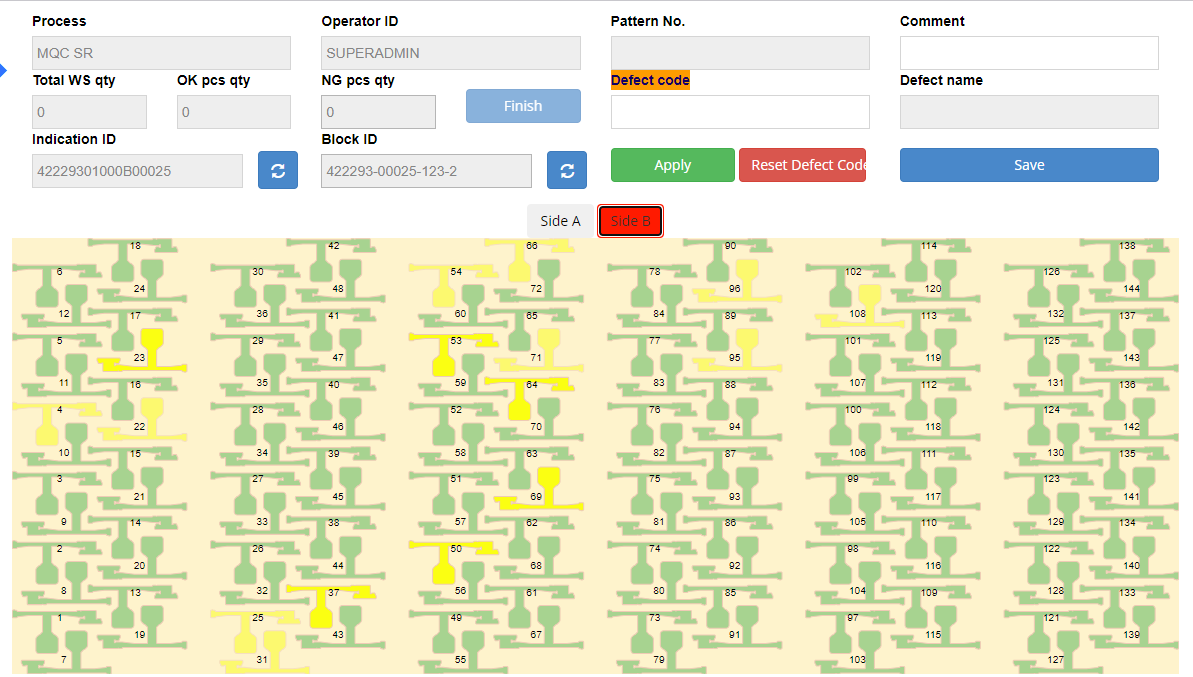 Process Operator ID Pattern No. Comment
MQC SR SUPERADMIN
Total WS qty OK pcs qty NG pcs qty Defect code Defect name
0 0 0 Finish
Indication ID Block ID
42229301000B00025 422293-00025-123-2 Apply Reset Defect Code Save
Side A Side B
18 42 66 90 114 138
6 30 54 78 102 126
24 48 72 96 120 144
12 36 60 84 108 132
17 41 65 89 113 137
5 29 53 77 101 125
23 47 71 95 119 143
11 35 59 83 107 131
16 40 64 88 112 136
4 28 52 76 100 124
22 46 70 94 118 142
10 34 58 82 106 130
15 39 63 87 111 135
3 27 51 75 99 123
21 45 69 93 117 141
9 33 57 81 105 129
14 38 62 86 110 134
2 26 50 74 98 122
20 44 68 92 116 140
8 32 56 80 104 128
13 37 61 85 109 133
1 25 49 73 97 121
19 43 67 91 115 139
7 31 55 79 103 127